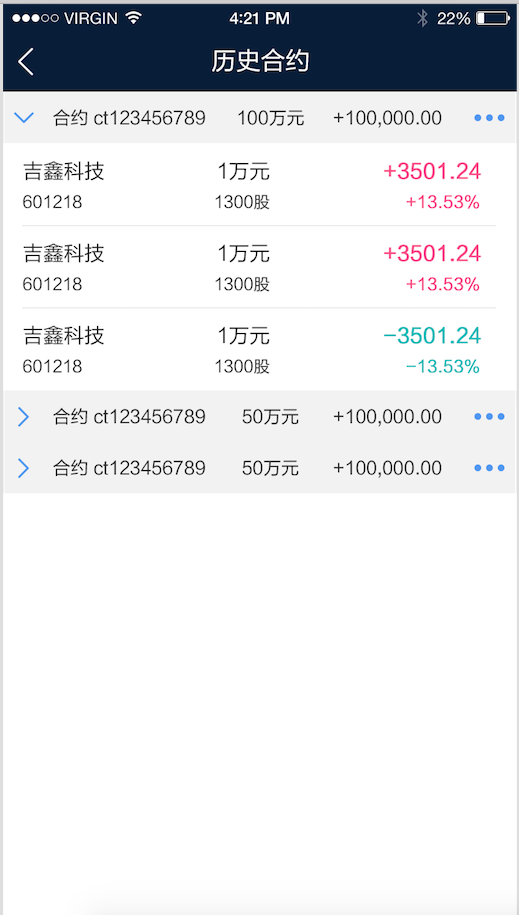 VIRGIN 4:21 PM 22%
历史合约
合约 ct123456789 100万元 +100,000.00
吉鑫科技 1万元 +3501.24
601218 1300股 +13.53%
吉鑫科技 1万元 +3501.24
601218 1300股 +13.53%
吉鑫科技 1万元 −3501.24
601218 1300股 −13.53%
合约 ct123456789 50万元 +100,000.00
合约 ct123456789 50万元 +100,000.00